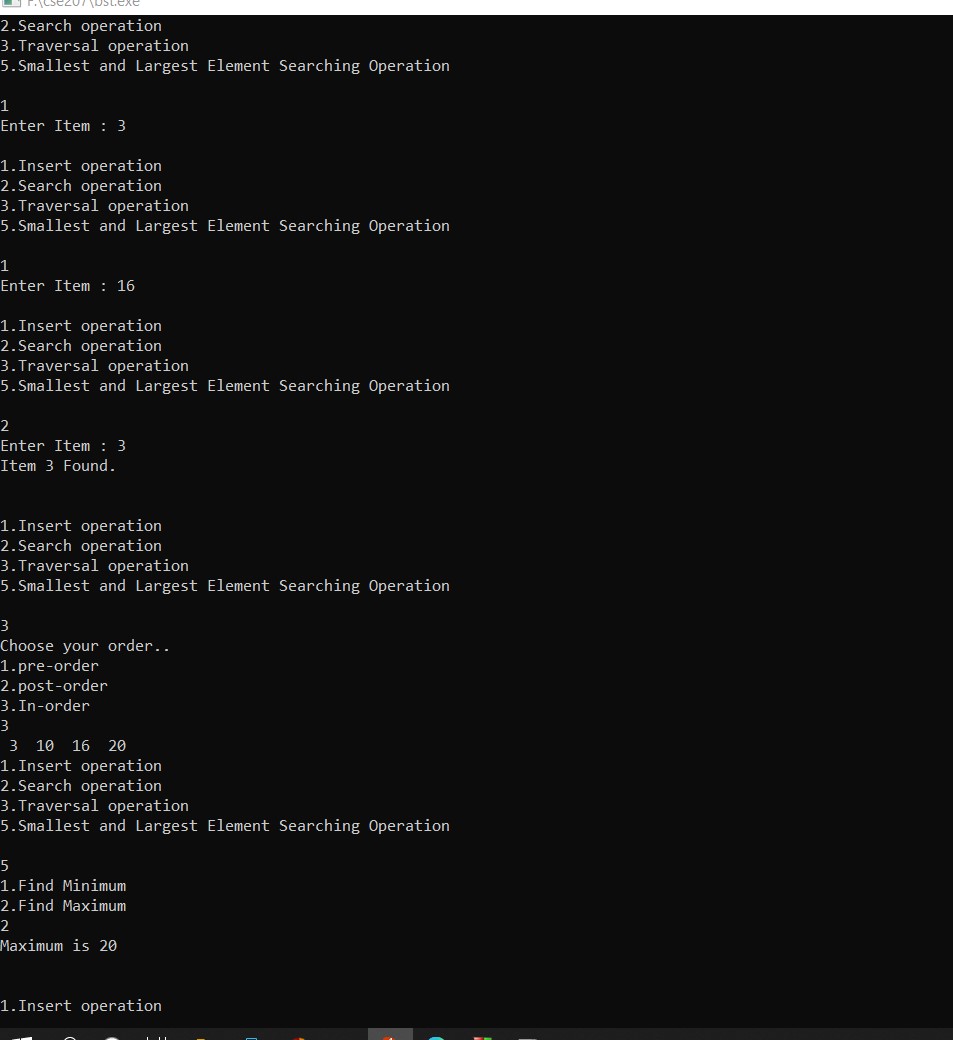 F:\cse207\bst.exe
2.Search operation
3.Traversal operation
5.Smallest and Largest Element Searching Operation
1
Enter Item : 3
1.Insert operation
2.Search operation
3.Traversal operation
5.Smallest and Largest Element Searching Operation
1
Enter Item : 16
1.Insert operation
2.Search operation
3.Traversal operation
5.Smallest and Largest Element Searching Operation
2
Enter Item : 3
Item 3 Found.
1.Insert operation
2.Search operation
3.Traversal operation
5.Smallest and Largest Element Searching Operation
3
Choose your order..
1.pre-order
2.post-order
3.In-order
3
3 10 16 20
1.Insert operation
2.Search operation
3.Traversal operation
5.Smallest and Largest Element Searching Operation
5
1.Find Minimum
2.Find Maximum
2
Maximum is 20
1.Insert operation